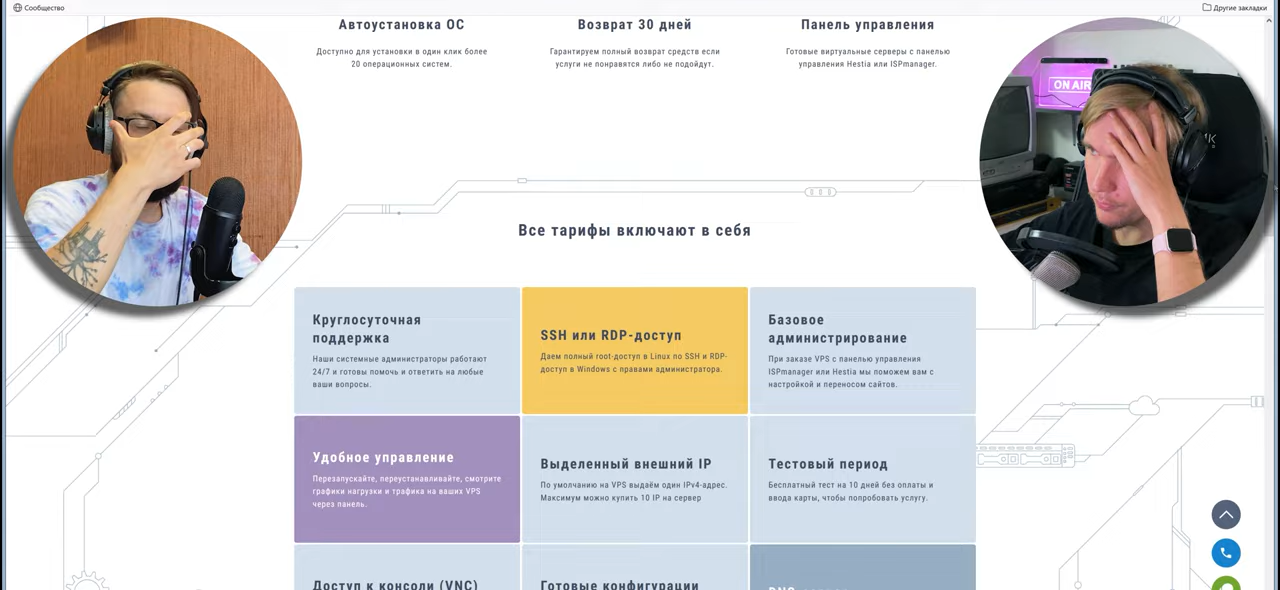 Сообщество
Другие закладки
Автоустановка ОС
Возврат 30 дней
Панель управления
Доступно для установки в один клик более
20 операционных систем.
Гарантируем полный возврат средств если
услуги не понравятся либо не подойдут.
Готовые виртуальные серверы с панелью
управления Hestia или ISPmanager.
ON AIR
Все тарифы включают в себя
Круглосуточная
поддержка
Наши системные администраторы работают
24/7 и готовы помочь и ответить на любые
ваши вопросы.
SSH или RDP-доступ
Даем полный root-доступ в Linux по SSH и RDP-
доступ в Windows с правами администратора.
Базовое
администрирование
При заказе VPS с панелью управления
ISPmanager или Hestia мы поможем вам с
настройкой и переносом сайтов.
Удобное управление
Перезапускайте, переустанавливайте, смотрите
графики нагрузки и трафика на ваших VPS
через панель.
Выделенный внешний IP
По умолчанию на VPS выдаём один IPv4-адрес.
Максимум можно купить 10 IP на сервер
Тестовый период
Бесплатный тест на 10 дней без оплаты и
ввода карты, чтобы попробовать услугу.
Доступ к консоли (VNC)
Готовые конфигурации